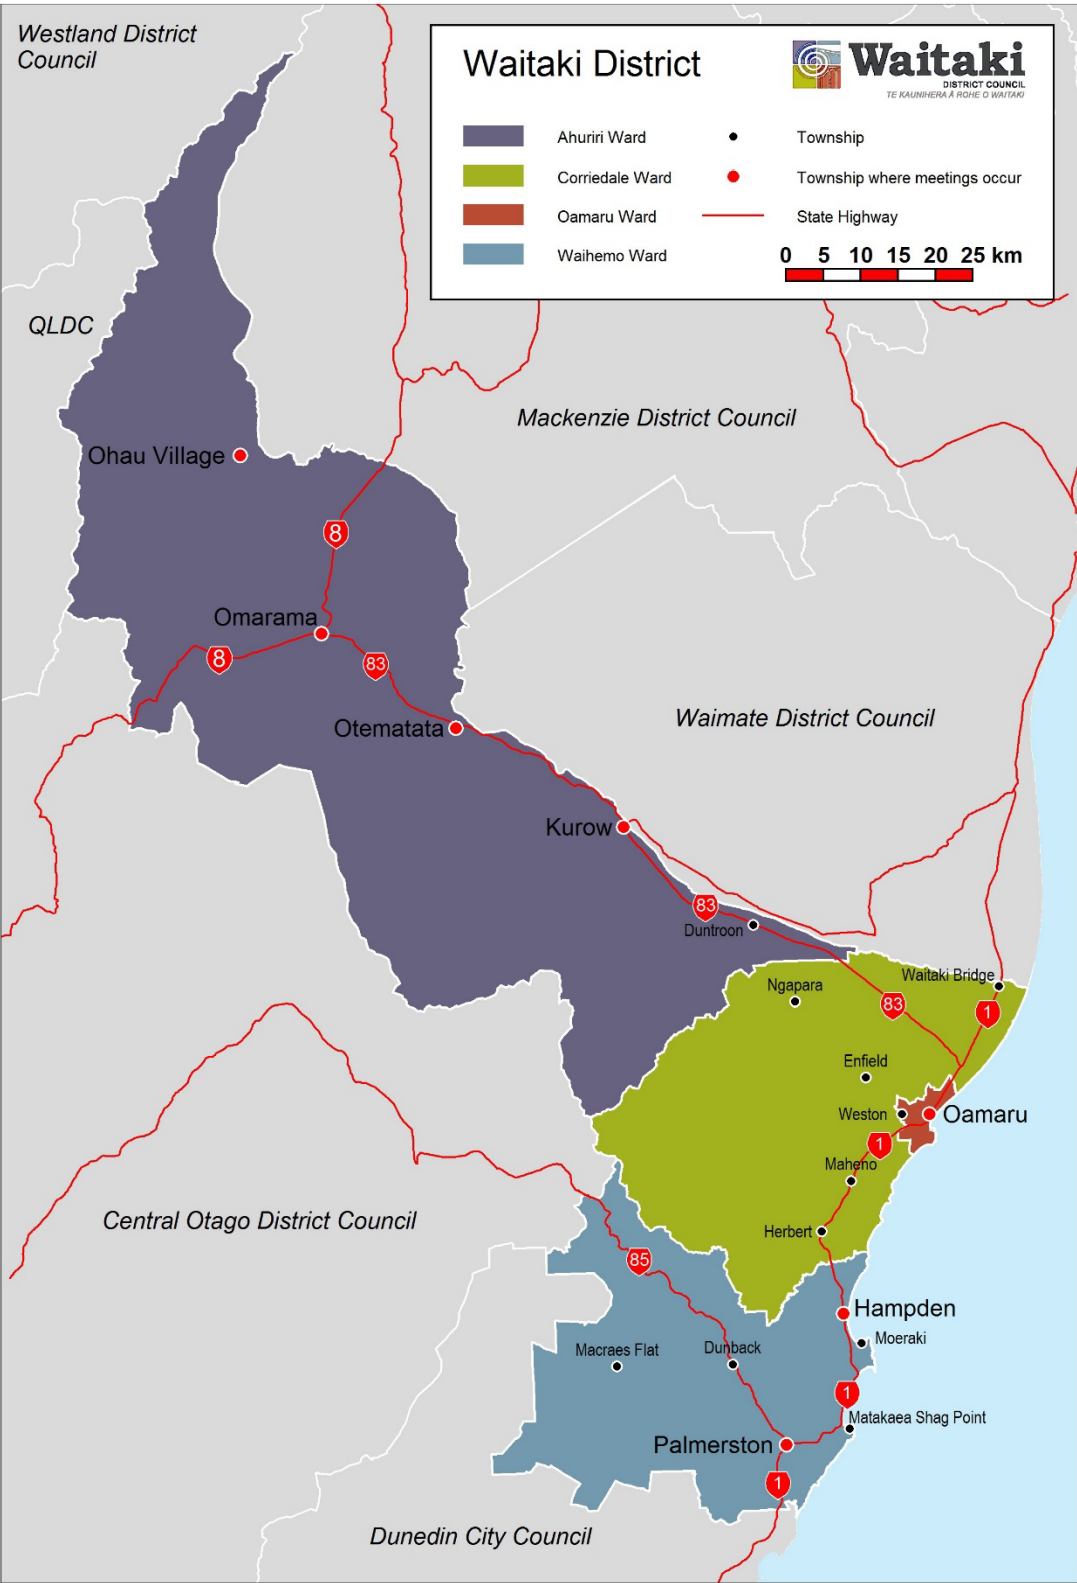 Westland District
Council
Waitaki District
Waitaki
DISTRICT COUNCIL
TE KAUNIHERA Ā ROHE O WAITAKI
Ahuriri Ward
Township
Corriedale Ward
Township where meetings occur
Oamaru Ward
State Highway
Waihemo Ward
0 5 10 15 20 25 km
QLDC
Mackenzie District Council
Ohau Village
8
Omarama
8
83
Waimate District Council
Otematata
Kurow
83
Duntroon
Waitaki Bridge
Ngapara
83
1
Enfield
Weston
Oamaru
1
Maheno
Central Otago District Council
Herbert
85
Hampden
Moeraki
Macraes Flat
Dunback
1
Matakaea Shag Point
Palmerston
1
Dunedin City Council